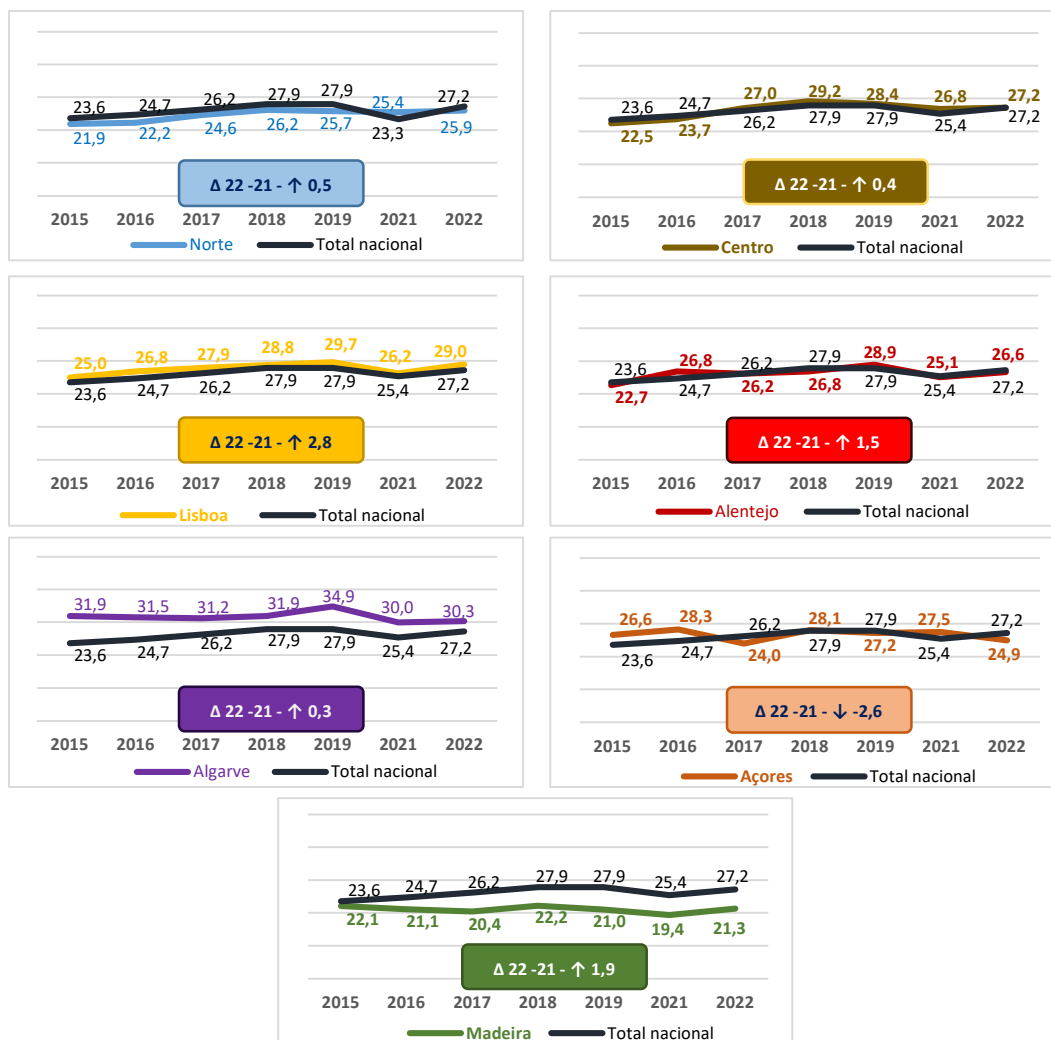 23,6 24,7 26,2 27,9 27,9 25,4 27,2
21,9 22,2 24,6 26,2 25,7 23,3 25,9
Δ 22 -21 - ↑ 0,5
2015 2016 2017 2018 2019 2021 2022
Norte Total nacional
23,6 24,7 27,0 29,2 28,4 26,8 27,2
22,5 23,7 26,2 27,9 27,9 25,4 27,2
Δ 22 -21 - ↑ 0,4
2015 2016 2017 2018 2019 2021 2022
Centro Total nacional
25,0 26,8 27,9 28,8 29,7 26,2 29,0
23,6 24,7 26,2 27,9 27,9 25,4 27,2
Δ 22 -21 - ↑ 2,8
2015 2016 2017 2018 2019 2021 2022
Lisboa Total nacional
23,6 26,8 26,2 27,9 28,9 25,1 26,6
22,7 24,7 26,2 26,8 27,9 25,4 27,2
Δ 22 -21 - ↑ 1,5
2015 2016 2017 2018 2019 2021 2022
Alentejo Total nacional
31,9 31,5 31,2 31,9 34,9 30,0 30,3
23,6 24,7 26,2 27,9 27,9 25,4 27,2
Δ 22 -21 - ↑ 0,3
2015 2016 2017 2018 2019 2021 2022
Algarve Total nacional
26,6 28,3 26,2 28,1 27,9 27,5 27,2
23,6 24,7 24,0 27,9 27,2 25,4 24,9
Δ 22 -21 - ↓ -2,6
2015 2016 2017 2018 2019 2021 2022
Açores Total nacional
23,6 24,7 26,2 27,9 27,9 25,4 27,2
22,1 21,1 20,4 22,2 21,0 19,4 21,3
Δ 22 -21 - ↑ 1,9
2015 2016 2017 2018 2019 2021 2022
Madeira Total nacional